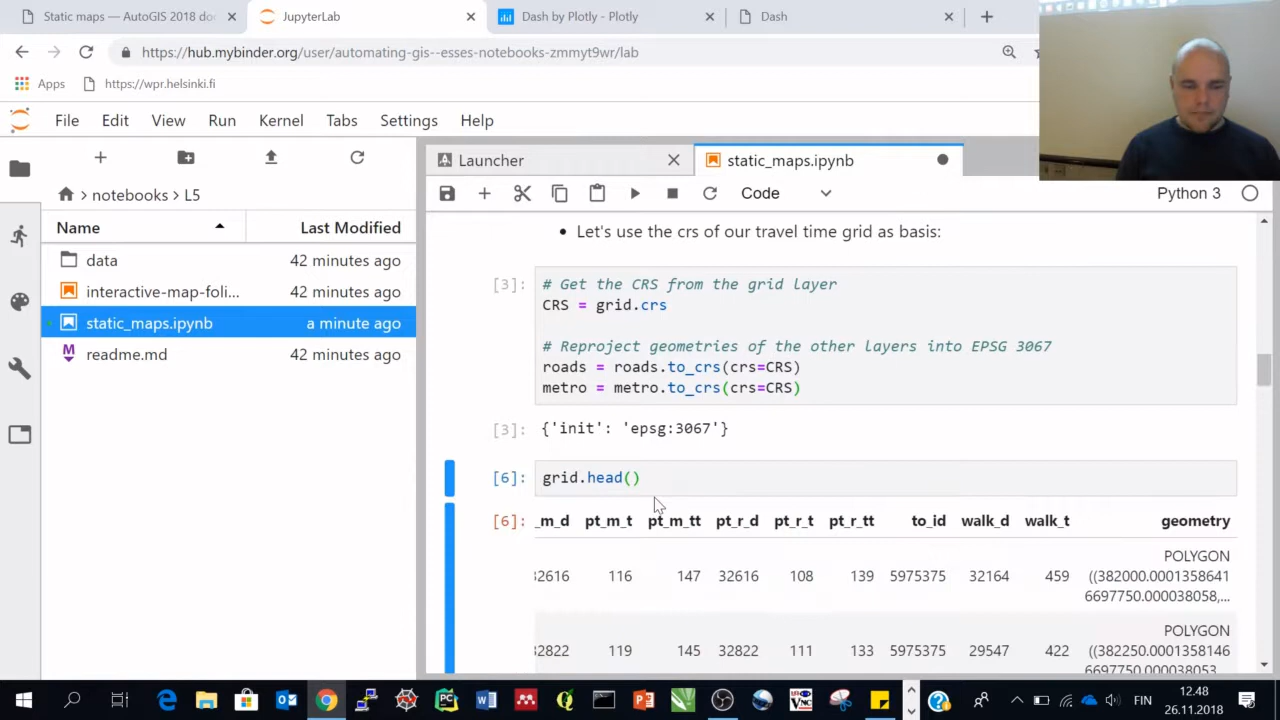 Static maps — AutoGIS 2018 do
JupyterLab
Dash by Plotly - Plotly
Dash
https://hub.mybinder.org/user/automating-gis--esses-notebooks-zmmyt9wr/lab
Apps
https://wpr.helsinki.fi
File Edit View Run Kernel Tabs Settings Help
Launcher
static_maps.ipynb
Code
Python 3
notebooks > L5
Name Last Modified
data 42 minutes ago
interactive-map-foli... 42 minutes ago
static_maps.ipynb a minute ago
readme.md 42 minutes ago
• Let's use the crs of our travel time grid as basis:
[3]: # Get the CRS from the grid layer
CRS = grid.crs
# Reproject geometries of the other layers into EPSG 3067
roads = roads.to_crs(crs=CRS)
metro = metro.to_crs(crs=CRS)
[3]: {'init': 'epsg:3067'}
[6]: grid.head()
[6]: _m_d pt_m_t pt_m_tt pt_r_d pt_r_t pt_r_tt to_id walk_d walk_t geometry
POLYGON
32616 116 147 32616 108 139 5975375 32164 459 ((382000.0001358641
6697750.000038058,...
POLYGON
32822 119 145 32822 111 133 5975375 29547 422 ((382250.0001358146
6697750.000038053
FIN
12.48
26.11.2018